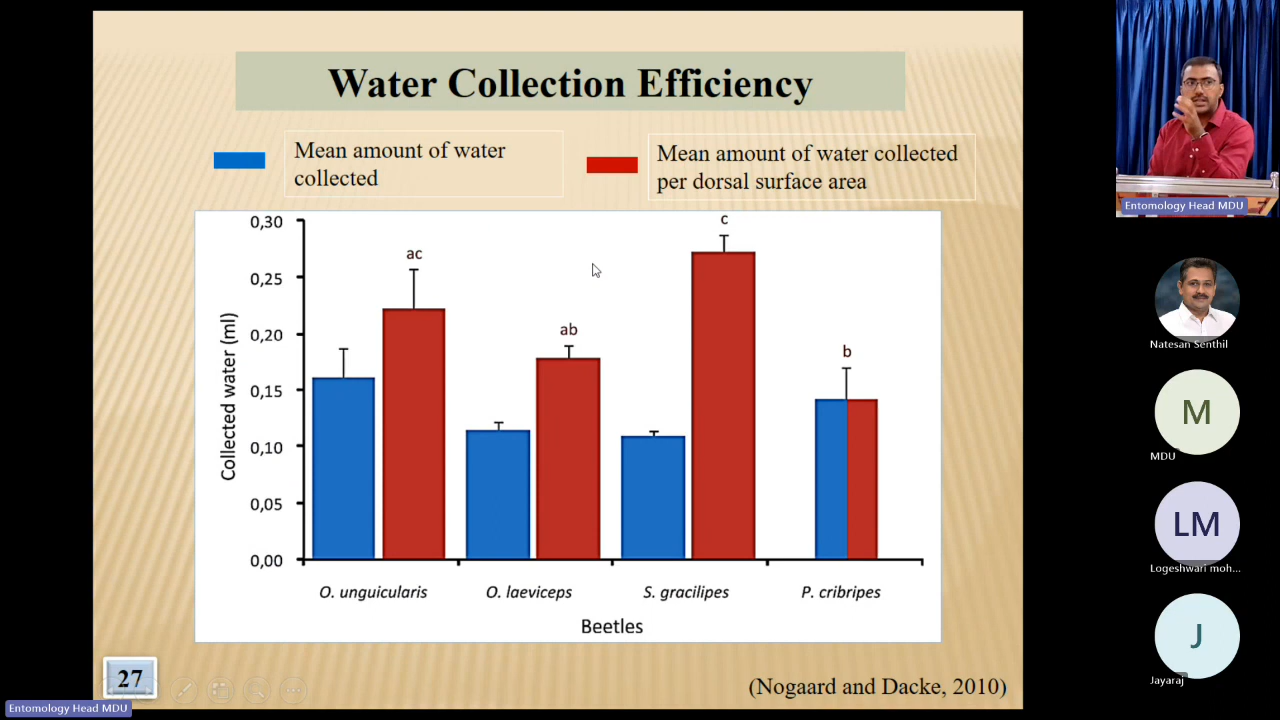 Water Collection Efficiency
Mean amount of water
collected
Mean amount of water collected
per dorsal surface area
0,30
0,25
0,20
0,15
0,10
0,05
0,00
Collected water (ml)
ac
ab
c
b
O. unguicularis
O. laeviceps
S. gracilipes
P. cribripes
Beetles
27
(Nogaard and Dacke, 2010)
Entomology Head MDU
Entomology Head MDU
Natesan Senthil
M
MDU
LM
Logeshwari moh...
J
Jayaraj